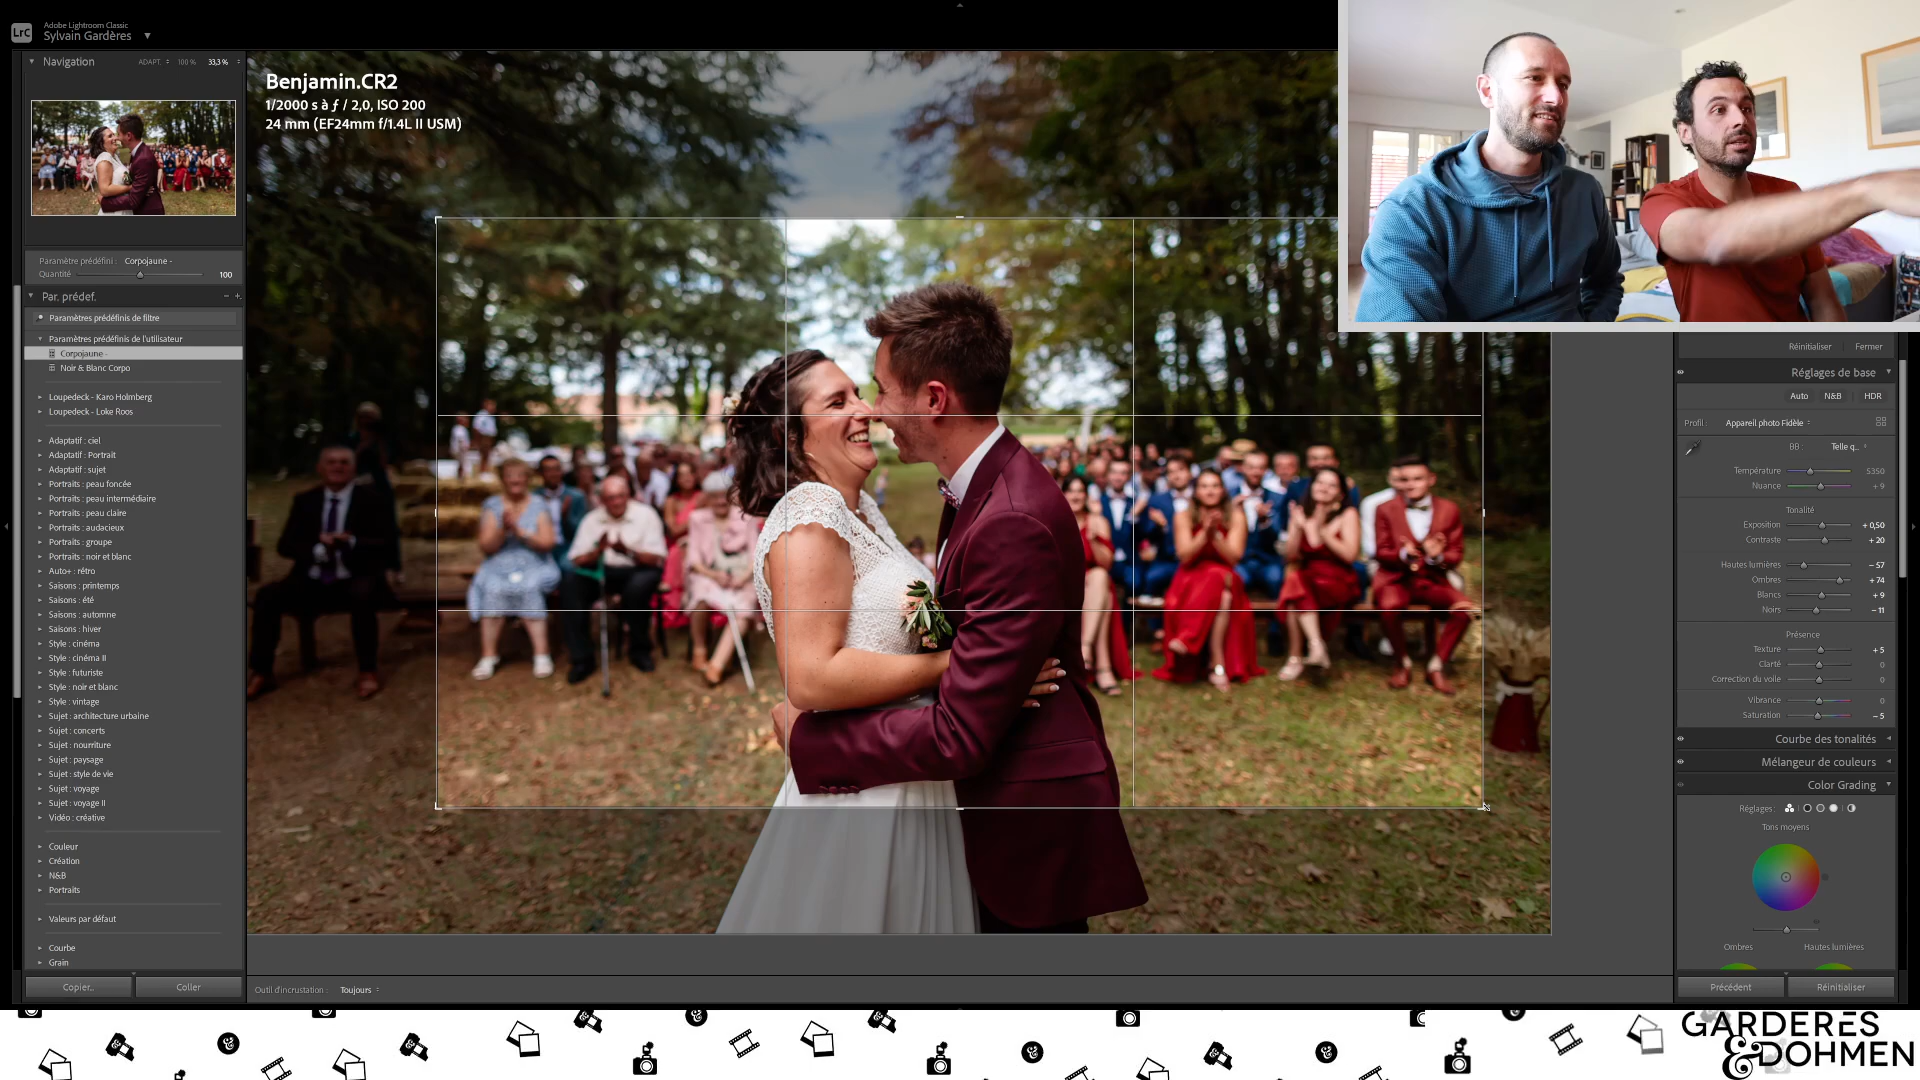 LrC
Adobe Lightroom Classic
Sylvain Gardères
Navigation
ADAPT.
100 %
33,3 %
Paramètre prédéfini :
Corpojaune -
Quantité
100
Par. prédef.
Paramètres prédéfinis de filtre
Paramètres prédéfinis de l'utilisateur
Corpojaune -
Noir & Blanc Corpo
Loupedeck - Karo Holmberg
Loupedeck - Loke Roos
Adaptatif : ciel
Adaptatif : Portrait
Adaptatif : sujet
Portraits : peau foncée
Portraits : peau intermédiaire
Portraits : peau claire
Portraits : audacieux
Portraits : groupe
Portraits : noir et blanc
Auto+ : rétro
Saisons : printemps
Saisons : été
Saisons : automne
Saisons : hiver
Style : cinéma
Style : cinéma II
Style : futuriste
Style : noir et blanc
Style : vintage
Sujet : architecture urbaine
Sujet : concerts
Sujet : nourriture
Sujet : paysage
Sujet : style de vie
Sujet : voyage
Sujet : voyage II
Vidéo : créative
Couleur
Création
N&B
Portraits
Valeurs par défaut
Courbe
Grain
Copier...
Coller
Benjamin.CR2
1/2000 s à ƒ / 2,0, ISO 200
24 mm (EF24mm f/1.4L II USM)
Outil d'incrustation :
Toujours
Réinitialiser
Fermer
Réglages de base
Auto
N&B
HDR
Profil :
Appareil photo Fidèle
BB :
Telle q...
Température
5350
Nuance
+ 9
Tonalité
Exposition
+ 0,50
Contraste
+ 20
Hautes lumières
– 57
Ombres
+ 74
Blancs
+ 9
Noirs
– 11
Présence
Texture
+ 5
Clarté
0
Correction du voile
0
Vibrance
0
Saturation
– 5
Courbe des tonalités
Mélangeur de couleurs
Color Grading
Réglages :
Tons moyens
Ombres
Hautes lumières
Précédent
Réinitialiser
GARDERES
&DOHMEN